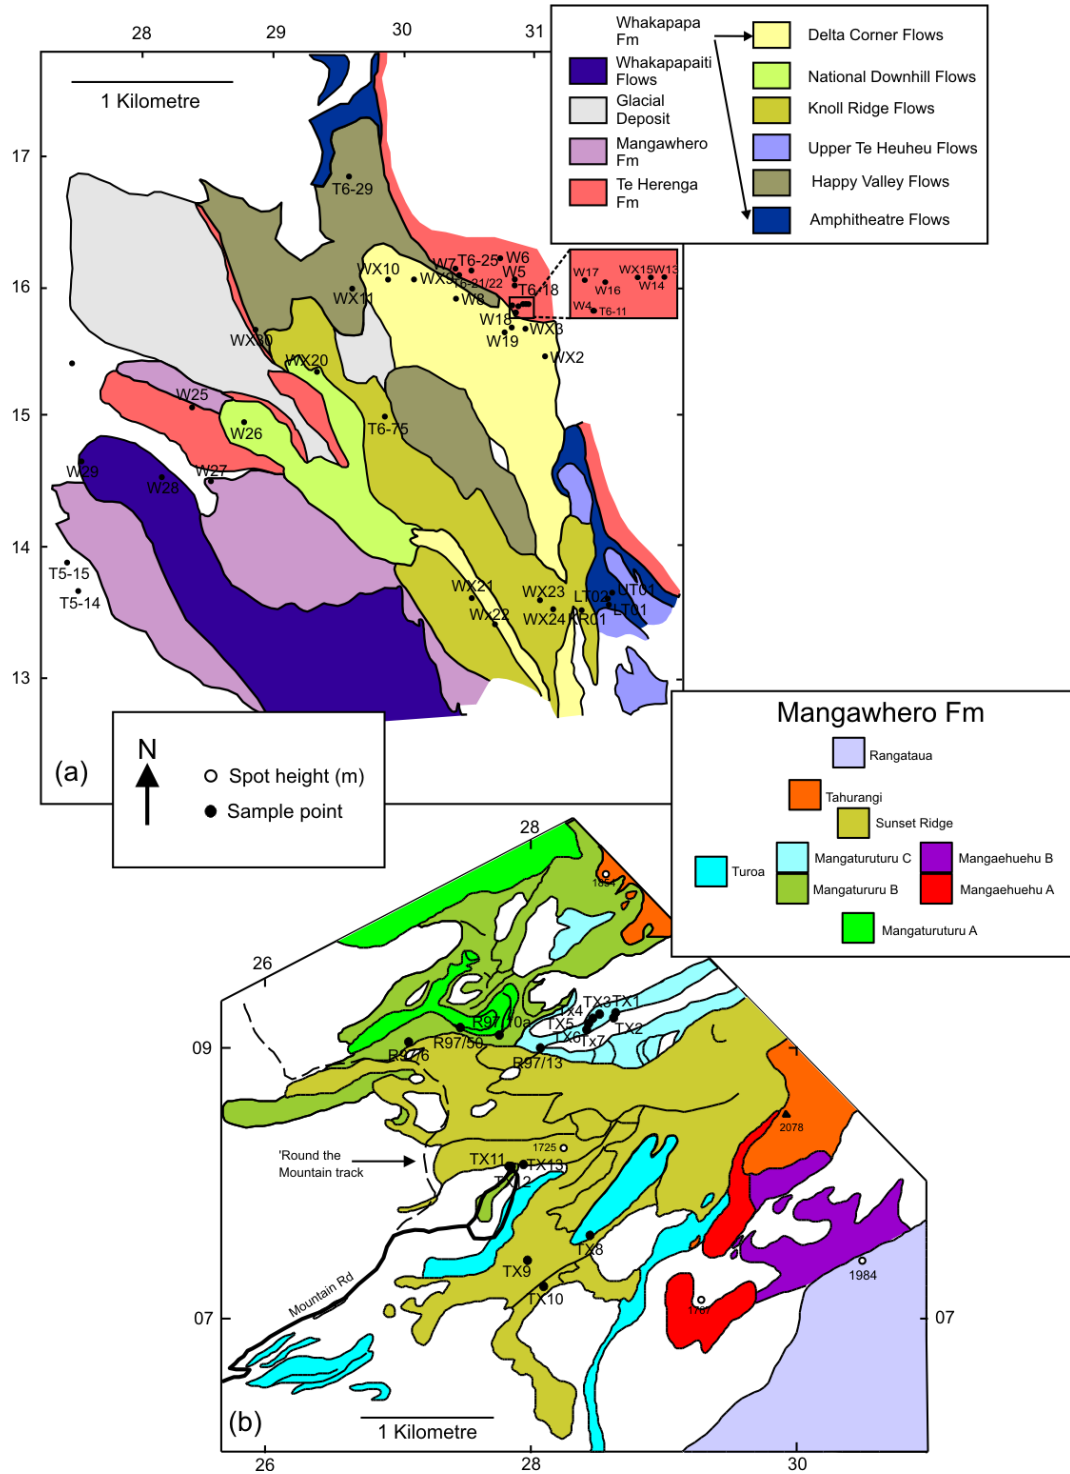 28
29
30
31
1 Kilometre
17
16
15
14
13
Whakapapa
Fm
Whakapapaiti
Flows
Glacial
Deposit
Mangawhero
Fm
Te Herenga
Fm
Delta Corner Flows
National Downhill Flows
Knoll Ridge Flows
Upper Te Heuheu Flows
Happy Valley Flows
Amphitheatre Flows
T6-29
W7
T6-25
W6
WX10
WX9
T6-21/22
W5
WX11
W8
T6-18
W17
WX15
W13
W16
W14
W4
T6-11
W18
WX3
W19
WX2
WX30
WX20
W25
W26
T6-75
W29
W28
W27
T5-15
T5-14
WX21
Wx22
WX23
WX24
KR01
LT02
UT01
LT01
(a)
N
Spot height (m)
Sample point
Mangawhero Fm
Rangataua
Tahurangi
Sunset Ridge
Turoa
Mangaturuturu C
Mangaehuehu B
Mangatururu B
Mangaehuehu A
Mangaturuturu A
28
26
1854
09
R97/6
R97/50
R97/10a
R97/13
TX3
TX1
Tx4
TX5
TX2
TX6
Tx7
2078
'Round the
Mountain track
1725
TX11
TX13
TX12
TX8
TX9
TX10
1984
1787
Mountain Rd
07
07
(b)
1 Kilometre
26
28
30